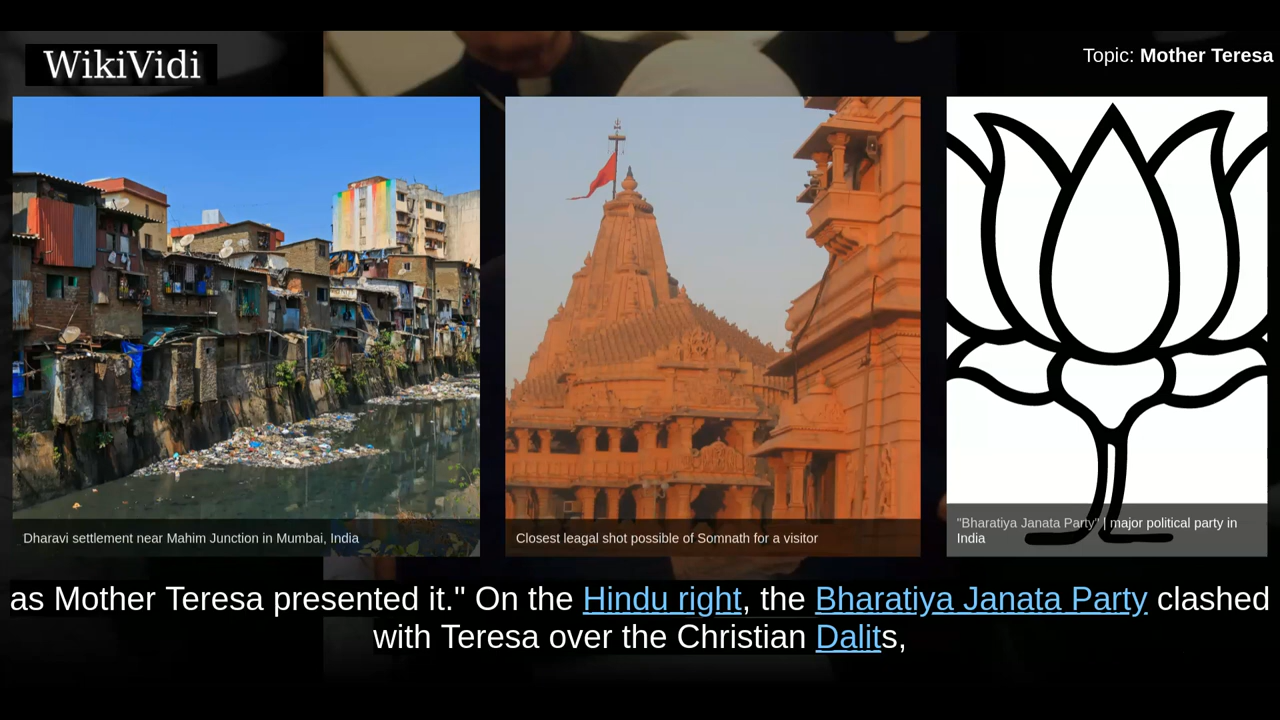 WikiVidi
Topic: Mother Teresa
Dharavi settlement near Mahim Junction in Mumbai, India
Closest leagal shot possible of Somnath for a visitor
"Bharatiya Janata Party" | major political party in
India
as Mother Teresa presented it." On the Hindu right, the Bharatiya Janata Party clashed
with Teresa over the Christian Dalits,